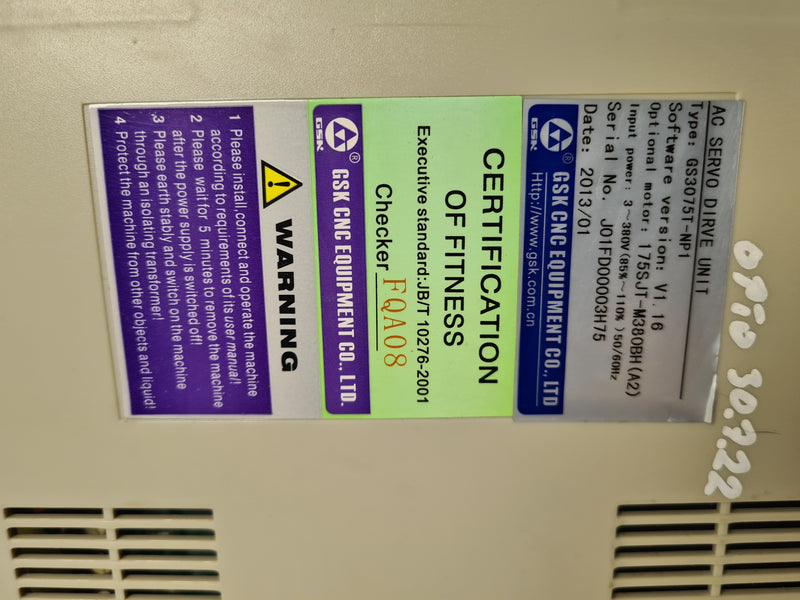 AC SERVO DIRVE UNIT
Type: GS3075T-NP1
Software version: V1.16
Optional motor: 175SJT-M380BH(A2)
Input power: 3~380V(85%~110% )50/60Hz
Serial No. J01FD00003H75
Date: 2013/01
GSK ® GSK CNC EQUIPMENT CO., LTD
Http://www.gsk.com.cn
CERTIFICATION
OF FITNESS
Executive standard:JB/T 10276-2001
Checker FQA08
GSK ® GSK CNC EQUIPMENT CO., LTD.
WARNING
1 Please install,connect and operate the machine
according to requirements of its user manual!
2 Please wait for 5 minutes to remove the machine
after the power supply is switched off!
3 Please earth stably and switch on the machine
through an isolating transformer!
4 Protect the machine from other objects and liquid!
30.7.22